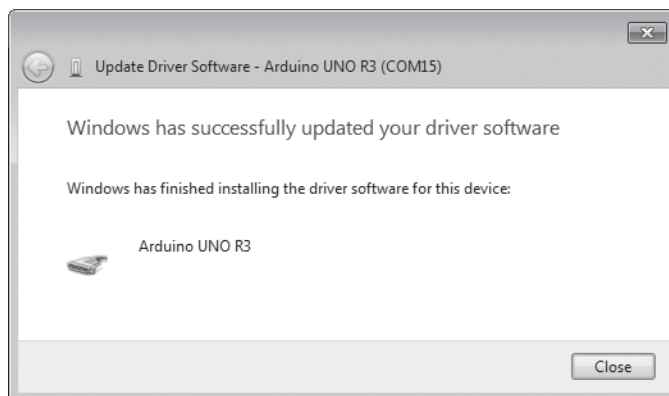 Update Driver Software - Arduino UNO R3 (COM15)
Windows has successfully updated your driver software
Windows has finished installing the driver software for this device:
Arduino UNO R3
Close